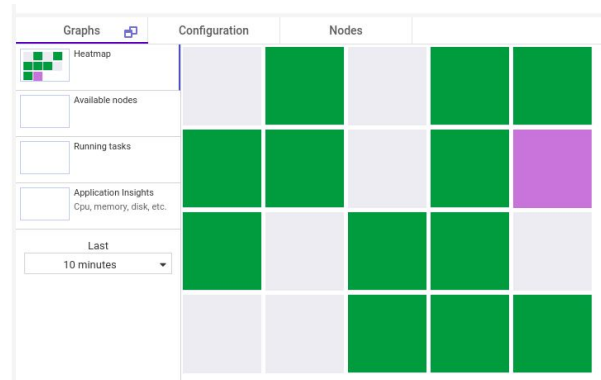 Graphs
Configuration
Nodes
Heatmap
Available nodes
Running tasks
Application Insights
Cpu, memory, disk, etc.
Last
10 minutes